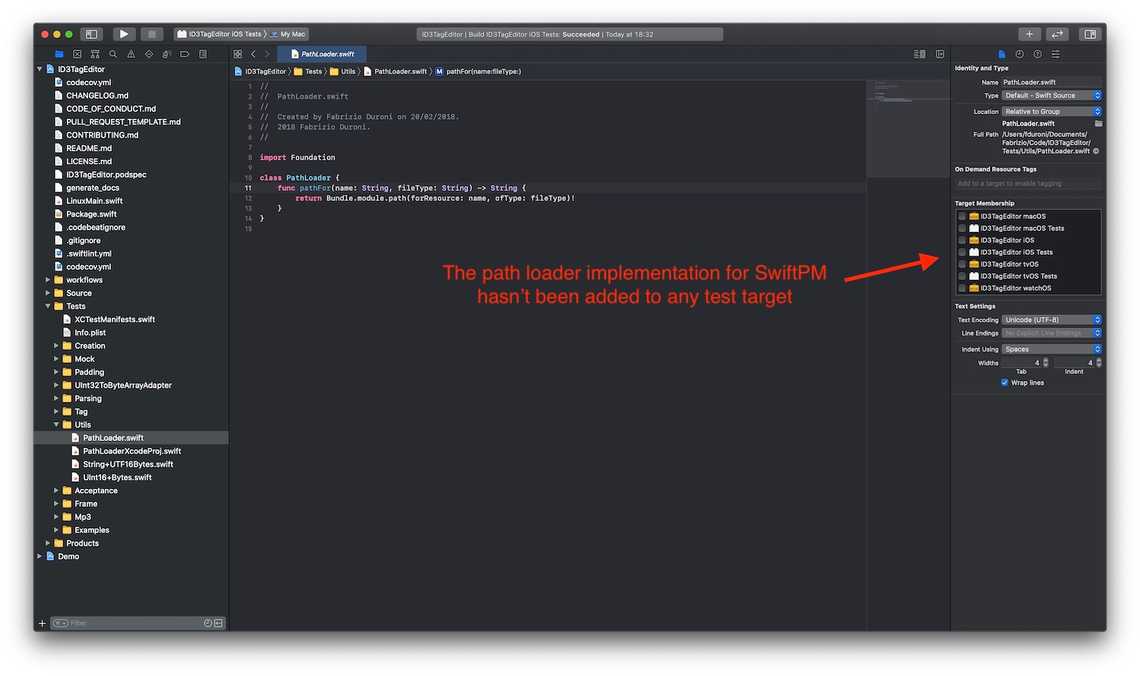 ID3TagEditor iOS Tests 〉 My Mac
ID3TagEditor | Build ID3TagEditor iOS Tests: Succeeded | Today at 18:32
PathLoader.swift
ID3TagEditor
codecov.yml
CHANGELOG.md
CODE_OF_CONDUCT.md
PULL_REQUEST_TEMPLATE.md
CONTRIBUTING.md
README.md
LICENSE.md
ID3TagEditor.podspec
generate_docs
LinuxMain.swift
Package.swift
.codebeatignore
.gitignore
.swiftlint.yml
codecov.yml
workflows
Source
Tests
XCTestManifests.swift
Info.plist
Creation
Mock
Padding
UInt32ToByteArrayAdapter
Parsing
Tag
Utils
PathLoader.swift
PathLoaderXcodeProj.swift
String+UTF16Bytes.swift
UInt16+Bytes.swift
Acceptance
Frame
Mp3
Examples
Products
Demo
Filter
ID3TagEditor 〉 Tests 〉 Utils 〉 PathLoader.swift 〉 M pathFor(name:fileType:)
1 //
2 //  PathLoader.swift
3 //
4 //  Created by Fabrizio Duroni on 20/02/2018.
5 //  2018 Fabrizio Duroni.
6 //
7
8 import Foundation
9
10 class PathLoader {
11     func pathFor(name: String, fileType: String) -> String {
12         return Bundle.module.path(forResource: name, ofType: fileType)!
13     }
14 }
15
The path loader implementation for SwiftPM
hasn't been added to any test target
Identity and Type
Name PathLoader.swift
Type Default - Swift Source
Location Relative to Group
PathLoader.swift
Full Path /Users/fduroni/Documents/
Fabrizio/Code/ID3TagEditor/
Tests/Utils/PathLoader.swift
On Demand Resource Tags
Add to a target to enable tagging
Target Membership
ID3TagEditor macOS
ID3TagEditor macOS Tests
ID3TagEditor iOS
ID3TagEditor iOS Tests
ID3TagEditor tvOS
ID3TagEditor tvOS Tests
ID3TagEditor watchOS
Text Settings
Text Encoding Unicode (UTF-8)
Line Endings No Explicit Line Endings
Indent Using Spaces
Widths 4 4
Tab Indent
Wrap lines